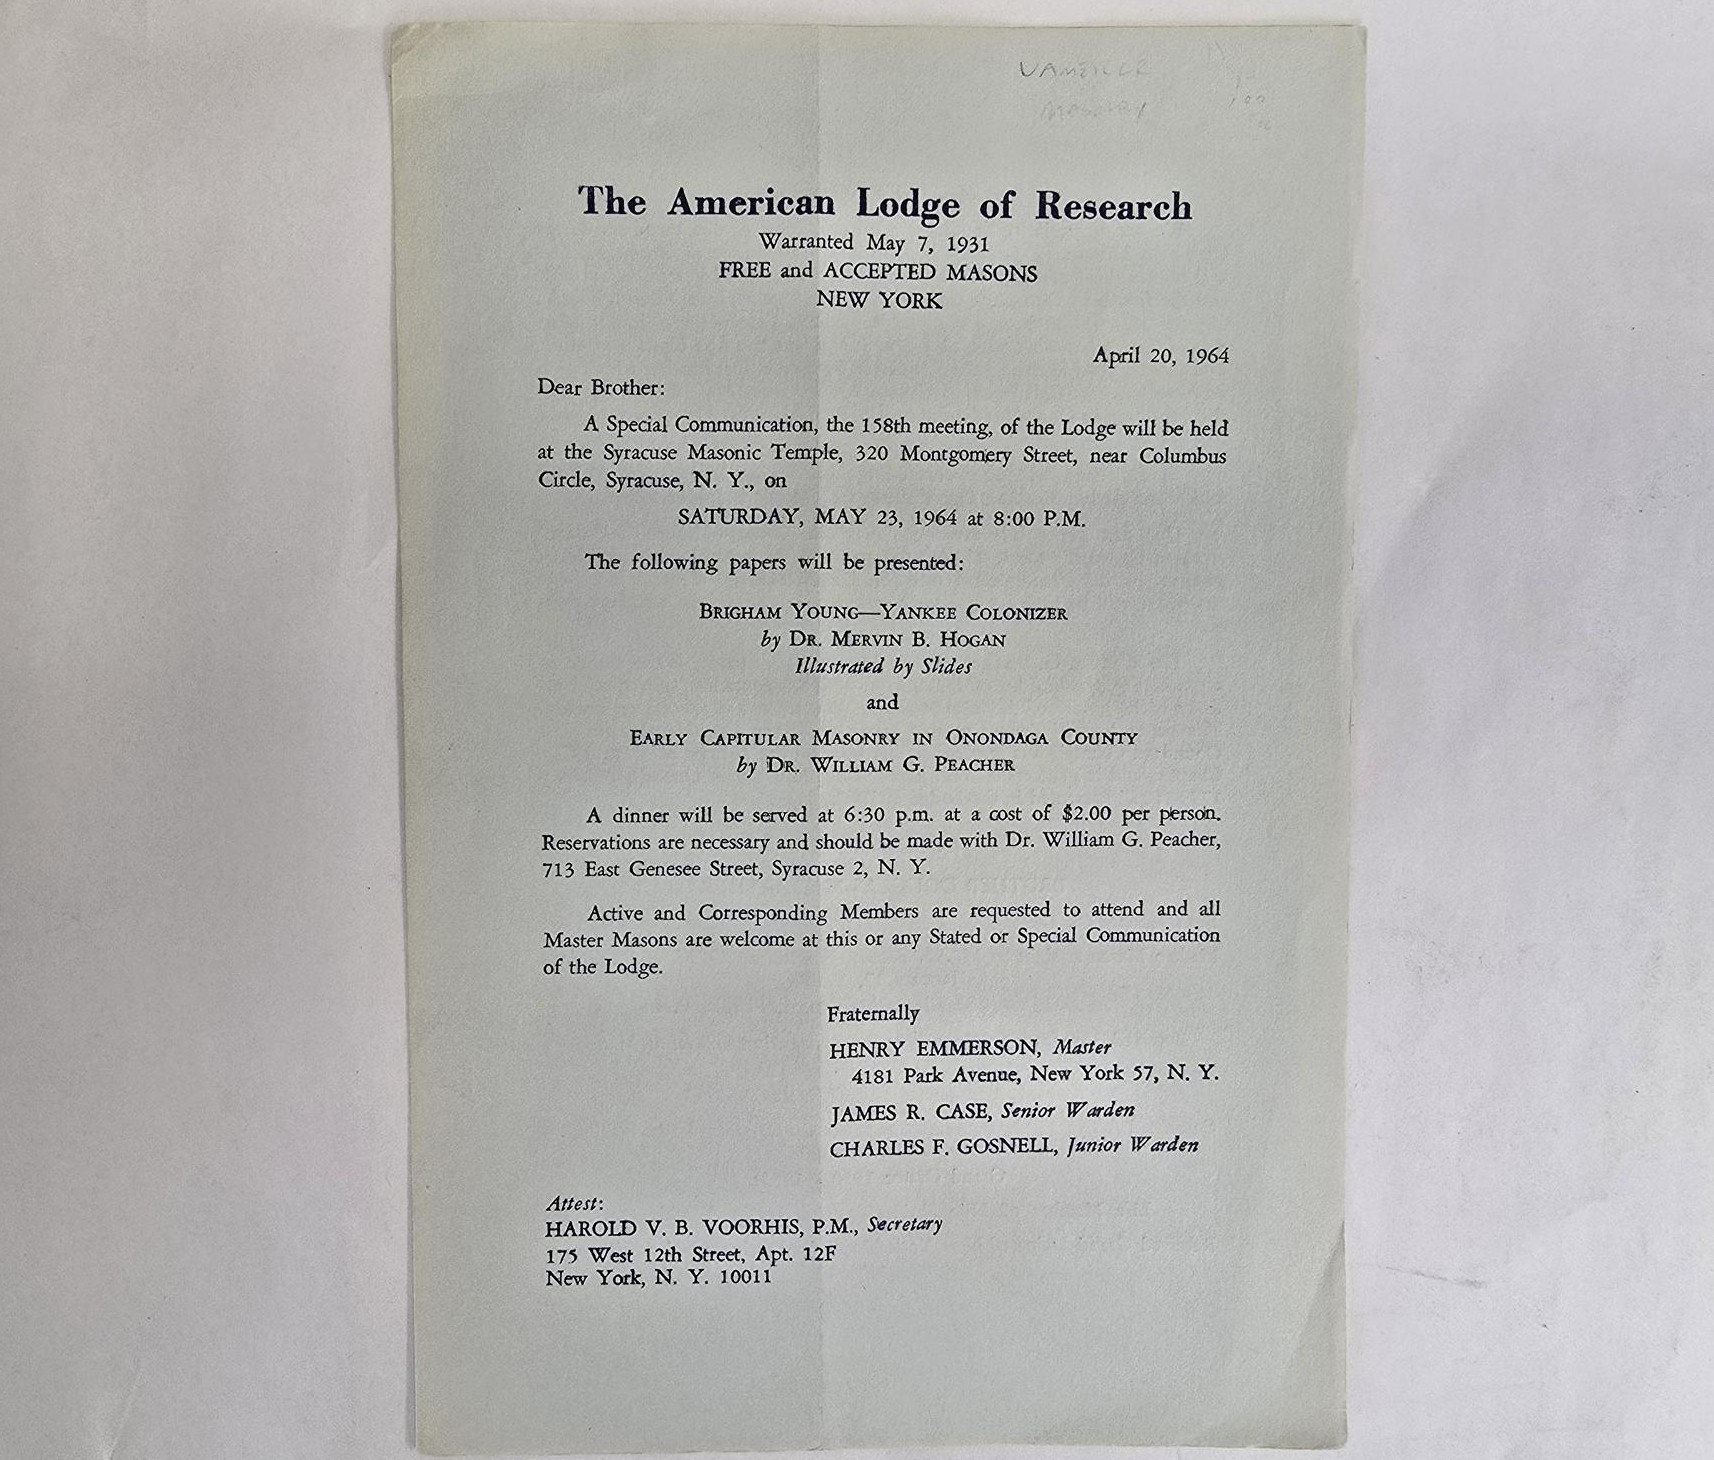 MASONRY
The American Lodge of Research
Warranted May 7, 1931
FREE and ACCEPTED MASONS
NEW YORK
April 20, 1964
Dear Brother:
A Special Communication, the 158th meeting, of the Lodge will be held
at the Syracuse Masonic Temple, 320 Montgomery Street, near Columbus
Circle, Syracuse, N. Y., on
SATURDAY, MAY 23, 1964 at 8:00 P.M.
The following papers will be presented:
BRIGHAM YOUNG—YANKEE COLONIZER
by DR. MERVIN B. HOGAN
Illustrated by Slides
and
EARLY CAPITULAR MASONRY IN ONONDAGA COUNTY
by DR. WILLIAM G. PEACHER
A dinner will be served at 6:30 p.m. at a cost of $2.00 per person.
Reservations are necessary and should be made with Dr. William G. Peacher,
713 East Genesee Street, Syracuse 2, N. Y.
Active and Corresponding Members are requested to attend and all
Master Masons are welcome at this or any Stated or Special Communication
of the Lodge.
Fraternally
HENRY EMMERSON, Master
4181 Park Avenue, New York 57, N. Y.
JAMES R. CASE, Senior Warden
CHARLES F. GOSNELL, Junior Warden
Attest:
HAROLD V. B. VOORHIS, P.M., Secretary
175 West 12th Street, Apt. 12F
New York, N. Y. 10011